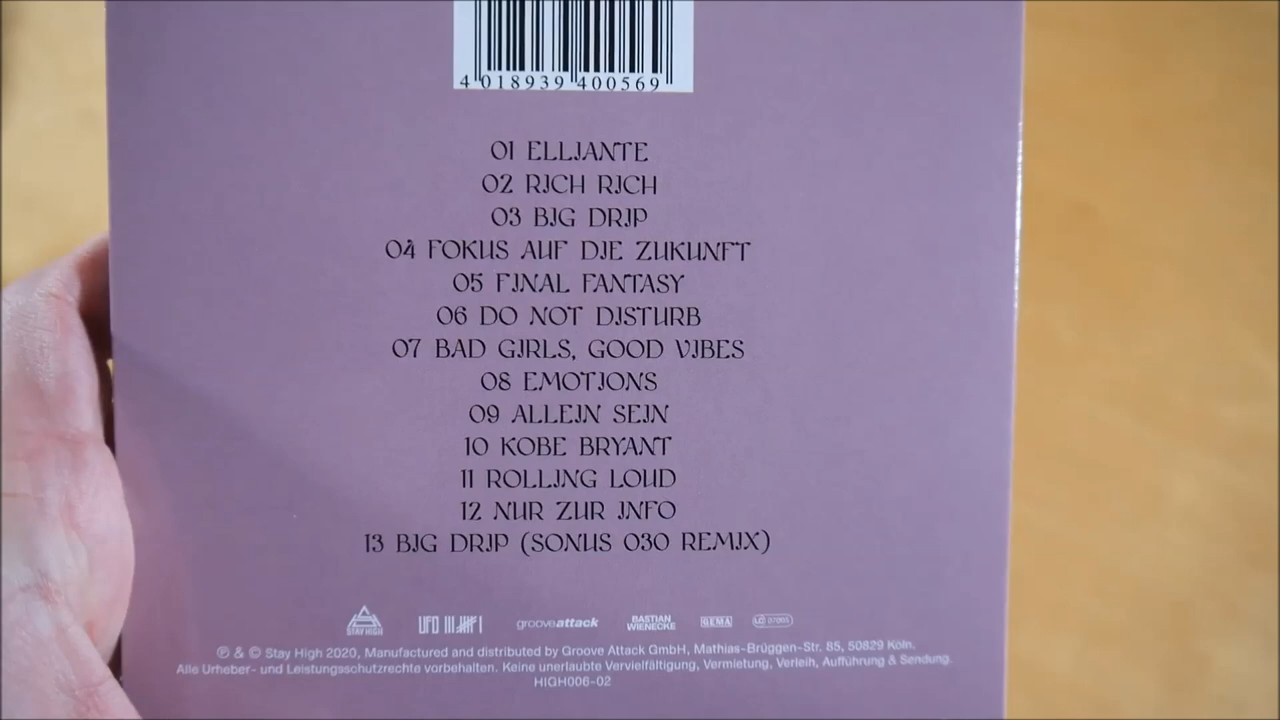 4 018939 400569
01 ELLIANTE
02 RICH RICH
03 BIG DRIP
04 FOKUS AUF DIE ZUKUNFT
05 FINAL FANTASY
06 DO NOT DISTURB
07 BAD GIRLS, GOOD VIBES
08 EMOTIONS
09 ALLEIN SEIN
10 KOBE BRYANT
11 ROLLING LOUD
12 NUR ZUR INFO
13 BIG DRIP (SONUS 030 REMIX)
STAY HIGH UFO groove attack BASTIAN WIENECKE GEMA LC
℗ & © Stay High 2020, Manufactured and distributed by Groove Attack GmbH, Mathias-Brüggen-Str. 85, 50829 Köln.
Alle Urheber- und Leistungsschutzrechte vorbehalten. Keine unerlaubte Vervielfältigung, Vermietung, Verleih, Aufführung & Sendung.
HIGH006-02